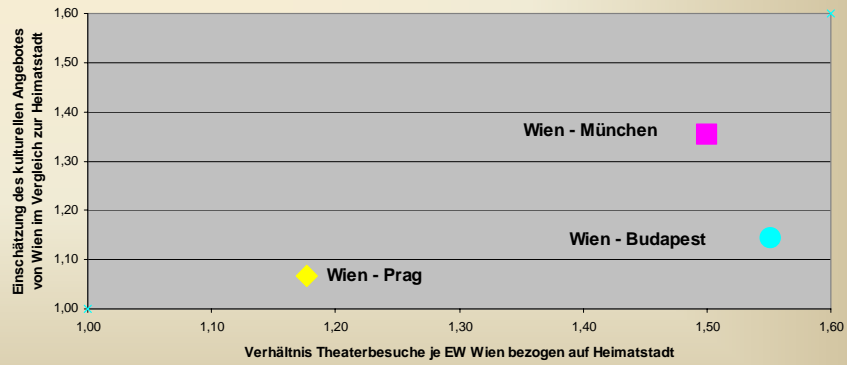 Einschätzung des kulturellen Angebotes
von Wien im Vergleich zur Heimatstadt
1,60
1,50
1,40
1,30
1,20
1,10
1,00
Wien - München
Wien - Budapest
Wien - Prag
1,00 1,10 1,20 1,30 1,40 1,50 1,60
Verhältnis Theaterbesuche je EW Wien bezogen auf Heimatstadt